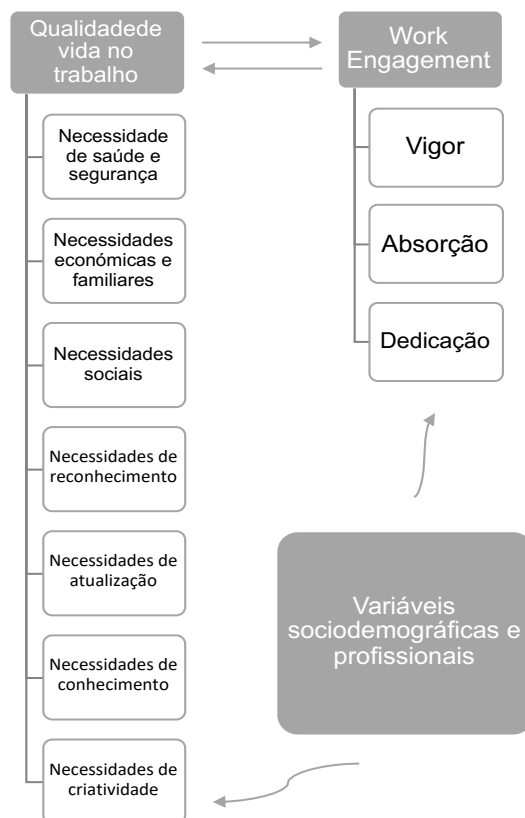 Qualidadede
vida no
trabalho
Necessidade
de saúde e
segurança
Necessidades
económicas e
familiares
Necessidades
sociais
Necessidades de
reconhecimento
Necessidades de
atualização
Necessidades de
conhecimento
Necessidades de
criatividade
Work
Engagement
Vigor
Absorção
Dedicação
Variáveis
sociodemográficas e
profissionais